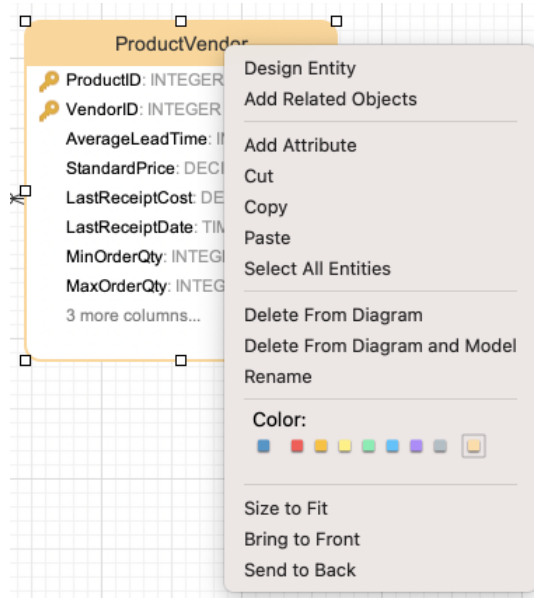 ProductVendor
ProductID: INTEGER
VendorID: INTEGER
AverageLeadTime: I
StandardPrice: DECI
LastReceiptCost: DE
LastReceiptDate: TIM
MinOrderQty: INTEG
MaxOrderQty: INTEG
3 more columns...
Design Entity
Add Related Objects
Add Attribute
Cut
Copy
Paste
Select All Entities
Delete From Diagram
Delete From Diagram and Model
Rename
Color:
Size to Fit
Bring to Front
Send to Back